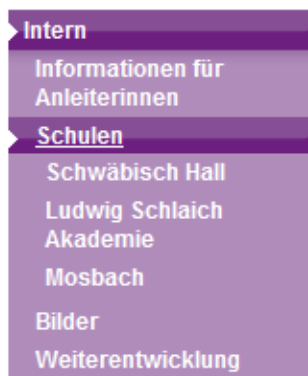 Intern
Informationen für
Anleiterinnen
Schulen
Schwäbisch Hall
Ludwig Schlaich
Akademie
Mosbach
Bilder
Weiterentwicklung